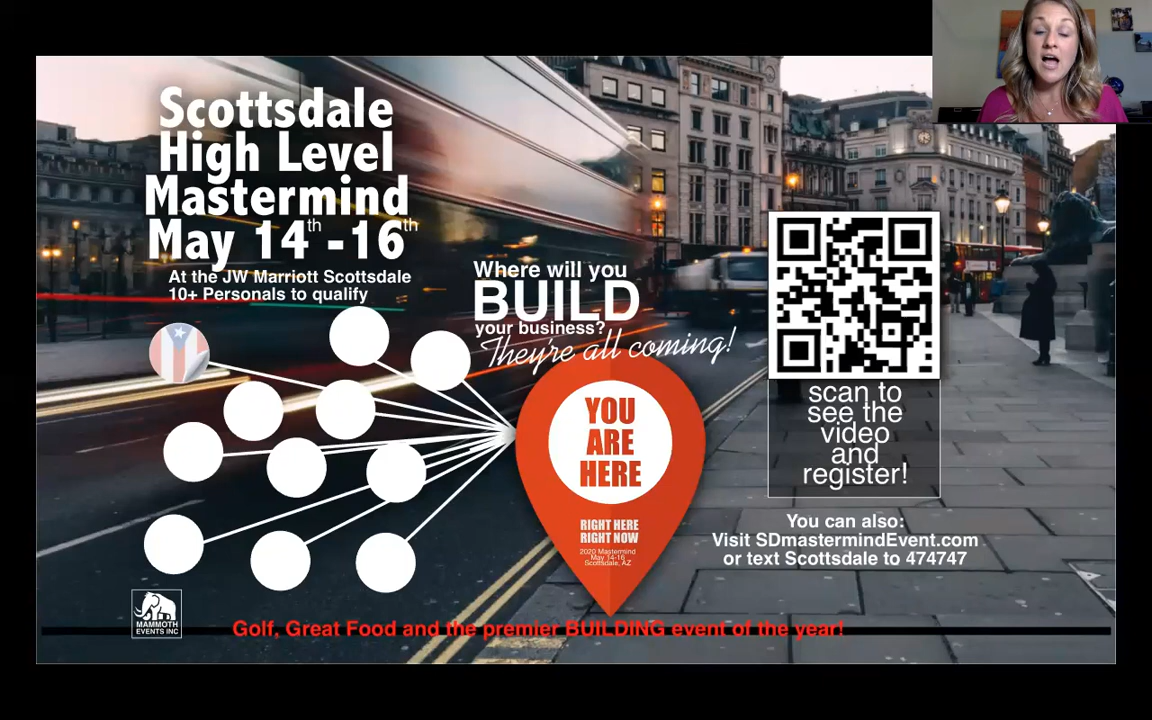 Scottsdale
High Level
Mastermind
May 14th -16th
At the JW Marriott Scottsdale
10+ Personals to qualify
Where will you
BUILD
your business?
They're all coming!
YOU
ARE
HERE
RIGHT HERE
RIGHT NOW
2020 Mastermind
May 14-16
Scottsdale, AZ
scan to
see the
video
and
register!
You can also:
Visit SDmastermindEvent.com
or text Scottsdale to 474747
MAMMOTH
EVENTS INC
Golf, Great Food and the premier BUILDING event of the year!